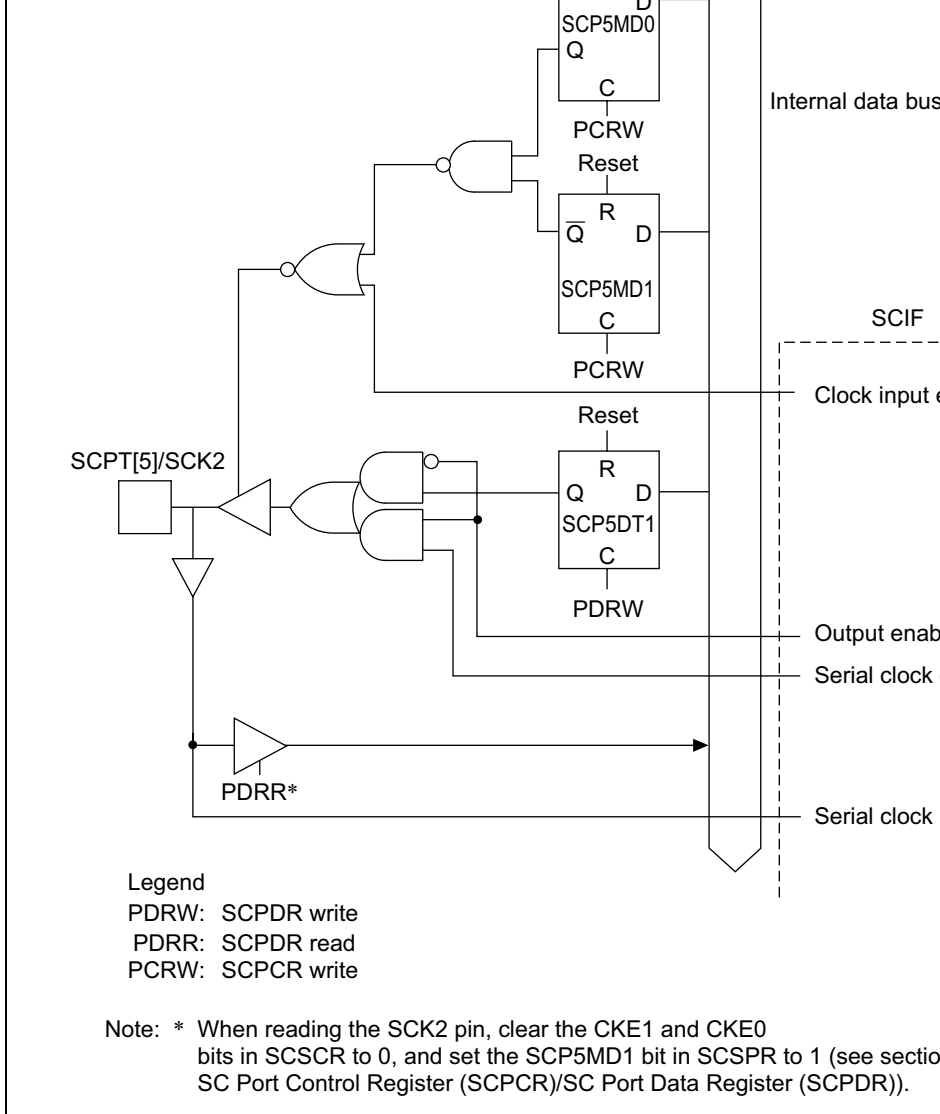 D
SCP5MD0
Q
C
Internal data bus
PCRW
Reset
R
Q̅ D
SCP5MD1
C
SCIF
PCRW
Clock input
Reset
SCPT[5]/SCK2
R
Q D
SCP5DT1
C
PDRW
Output
Serial clock
PDRR*
Serial clock
Legend
PDRW: SCPDR write
PDRR: SCPDR read
PCRW: SCPCR write
Note: * When reading the SCK2 pin, clear the CKE1 and CKE0
bits in SCSCR to 0, and set the SCP5MD1 bit in SCSPR to 1 (see
SC Port Control Register (SCPCR)/SC Port Data Register (SCPDR)).